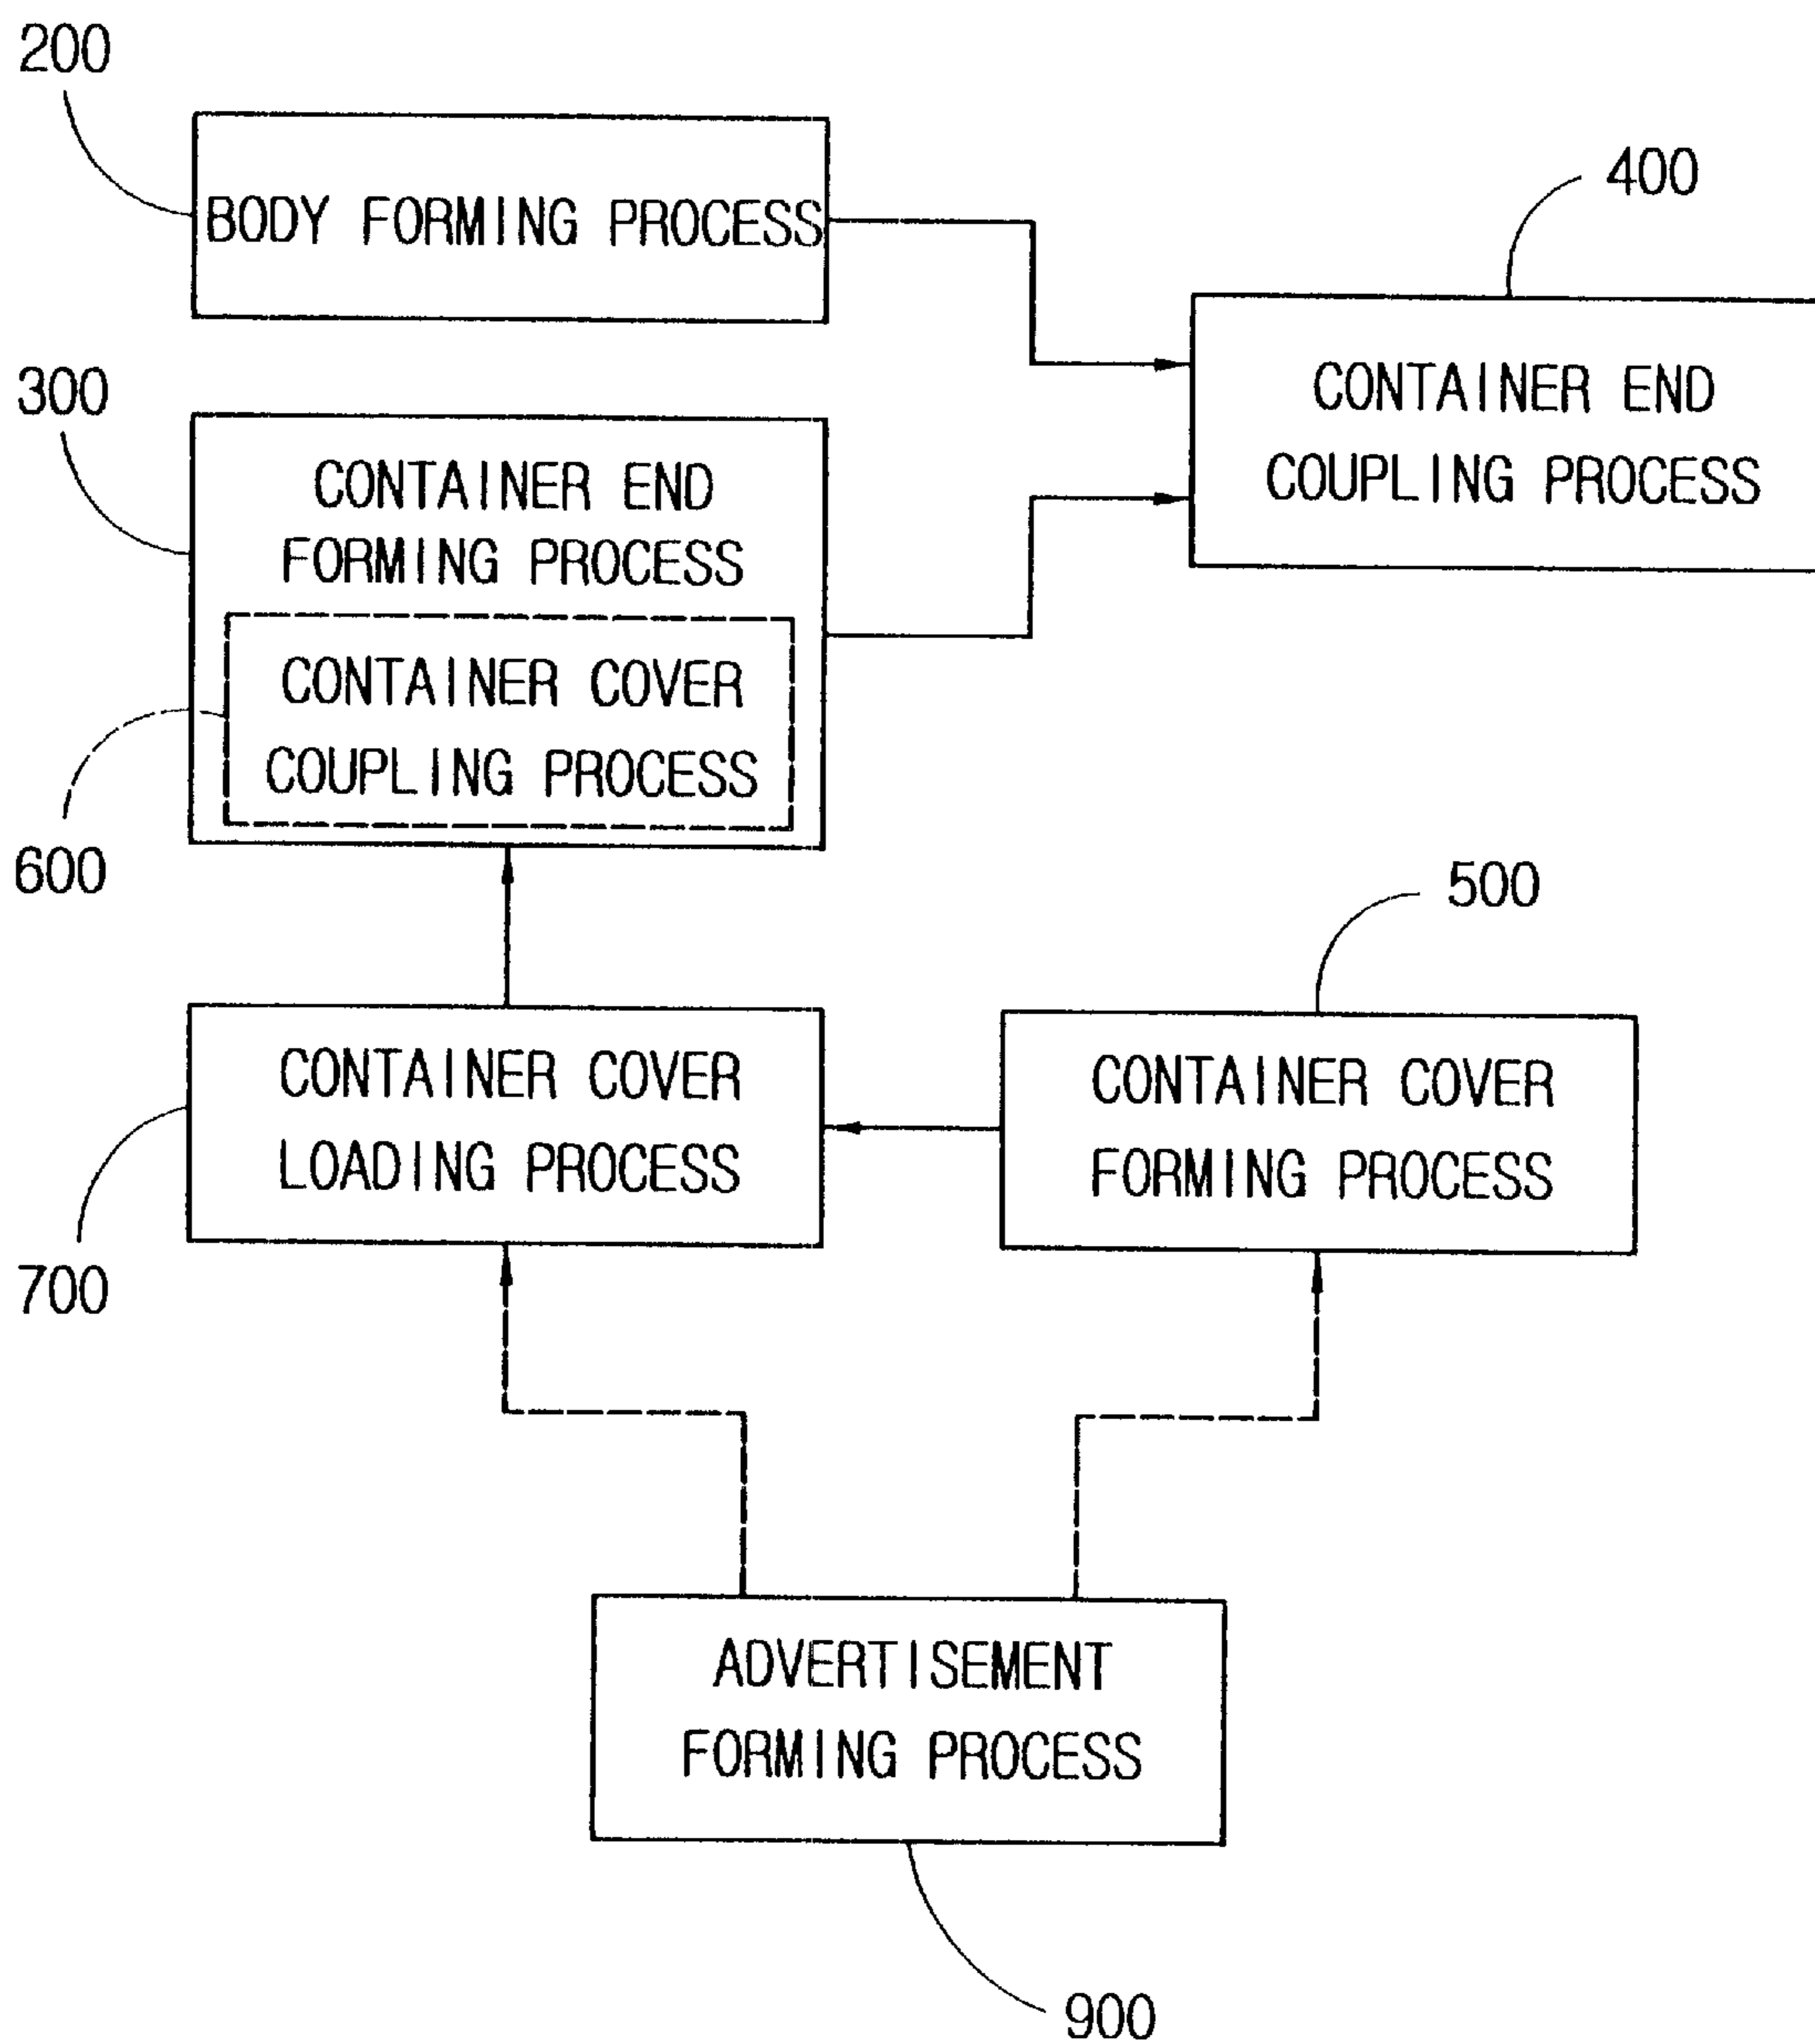 200
BODY FORMING PROCESS
400
CONTAINER END
COUPLING PROCESS
300
CONTAINER END
FORMING PROCESS
CONTAINER COVER
COUPLING PROCESS
600
500
CONTAINER COVER
LOADING PROCESS
CONTAINER COVER
FORMING PROCESS
700
ADVERTISEMENT
FORMING PROCESS
900